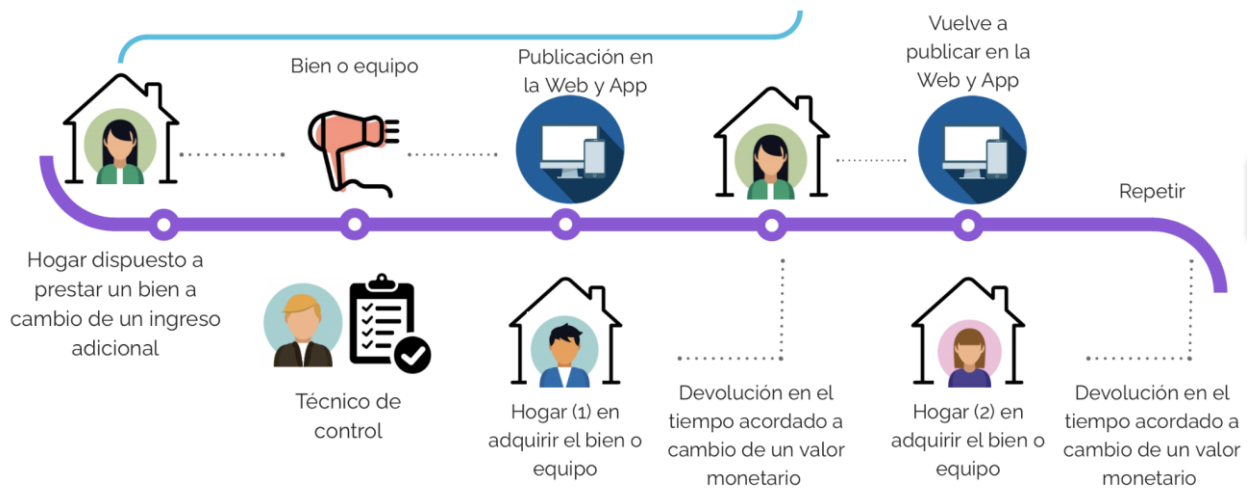 Bien o equipo
Publicación en
la Web y App
Vuelve a
publicar en la
Web y App
Repetir
Hogar dispuesto a
prestar un bien a
cambio de un ingreso
adicional
Técnico de
control
Hogar (1) en
adquirir el bien o
equipo
Devolución en el
tiempo acordado a
cambio de un valor
monetario
Hogar (2) en
adquirir el bien o
equipo
Devolución en el
tiempo acordado a
cambio de un valor
monetario